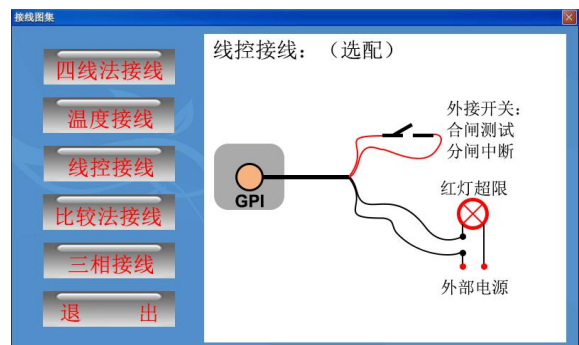 接线图集
四线法接线
温度接线
线控接线
比较法接线
三相接线
退 出
线控接线：（选配）
外接开关：
合闸测试
分闸中断
GPI
红灯超限
外部电源